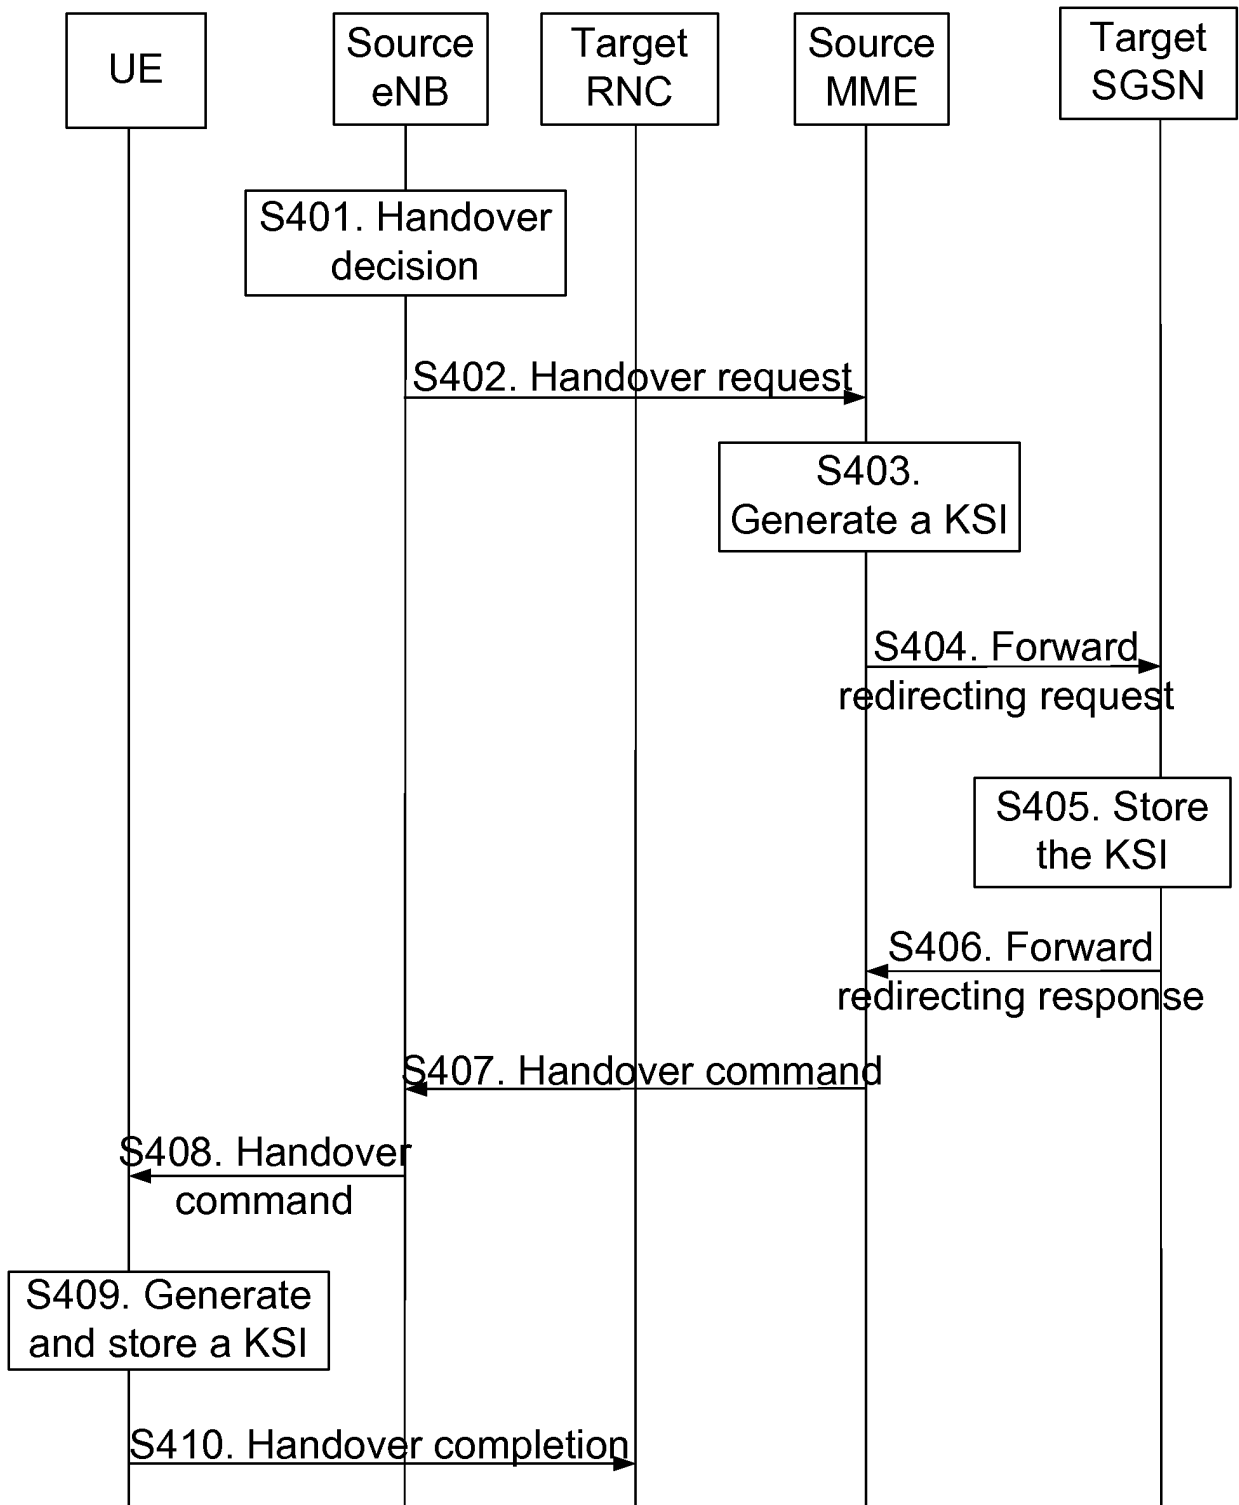 UE
Source
eNB
Target
RNC
Source
MME
Target
SGSN
S401. Handover
decision
S402. Handover request
S403.
Generate a KSI
S404. Forward
redirecting request
S405. Store
the KSI
S406. Forward
redirecting response
S407. Handover command
S408. Handover
command
S409. Generate
and store a KSI
S410. Handover completion